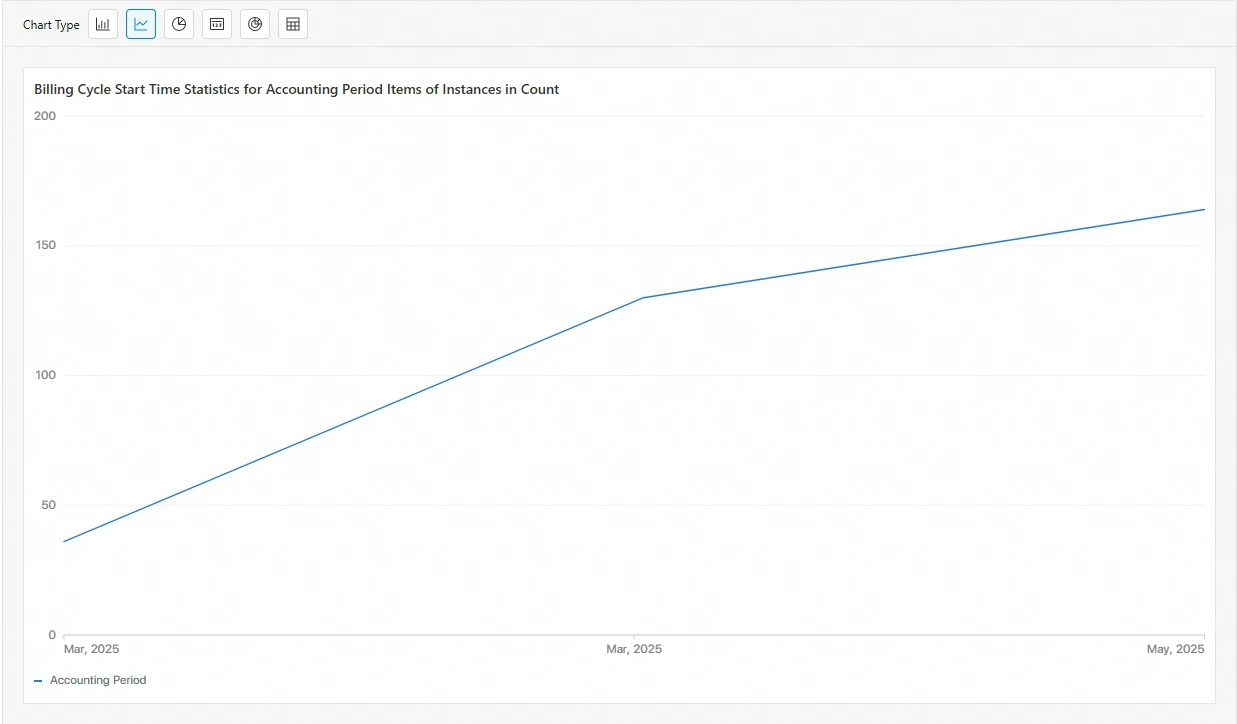 Chart Type
Billing Cycle Start Time Statistics for Accounting Period Items of Instances in Count
200
150
100
50
0
Mar, 2025 Mar, 2025 May, 2025
Accounting Period